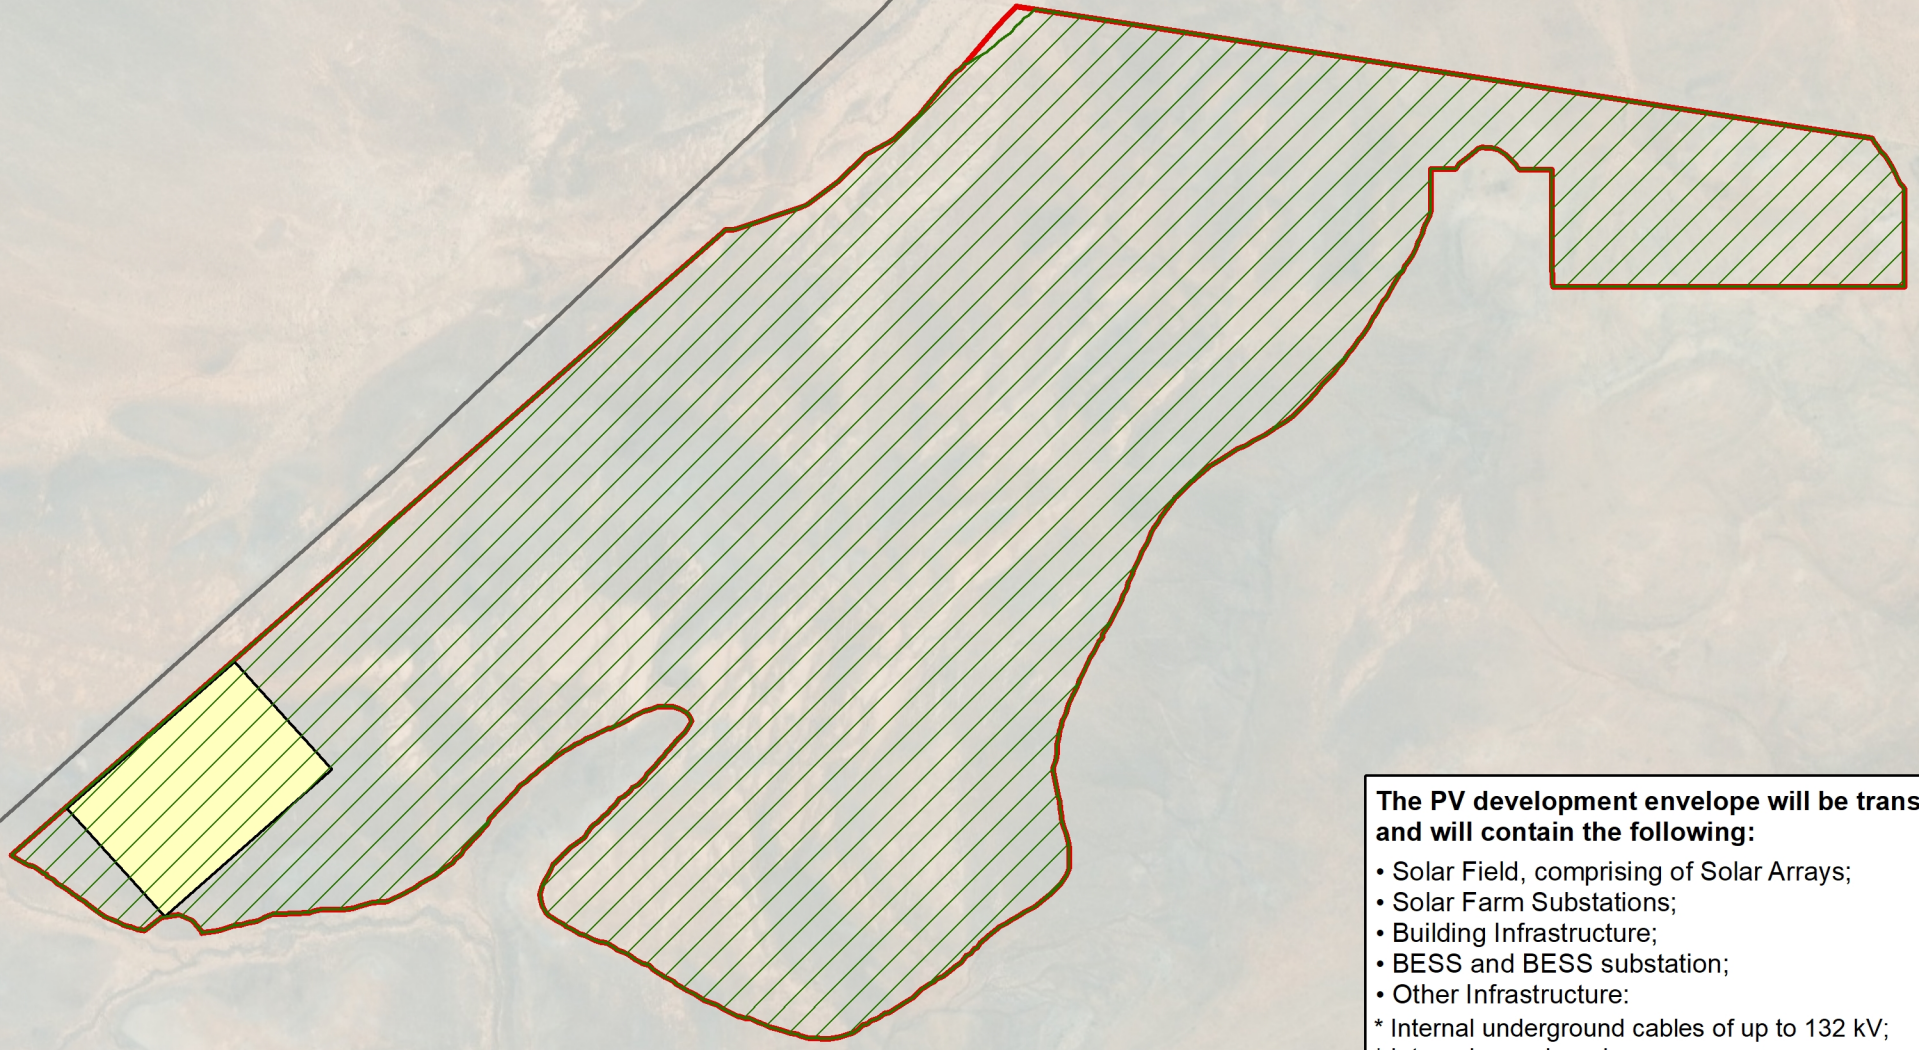 The PV development envelope will be trans
and will contain the following:
• Solar Field, comprising of Solar Arrays;
• Solar Farm Substations;
• Building Infrastructure;
• BESS and BESS substation;
• Other Infrastructure:
* Internal underground cables of up to 132 kV;